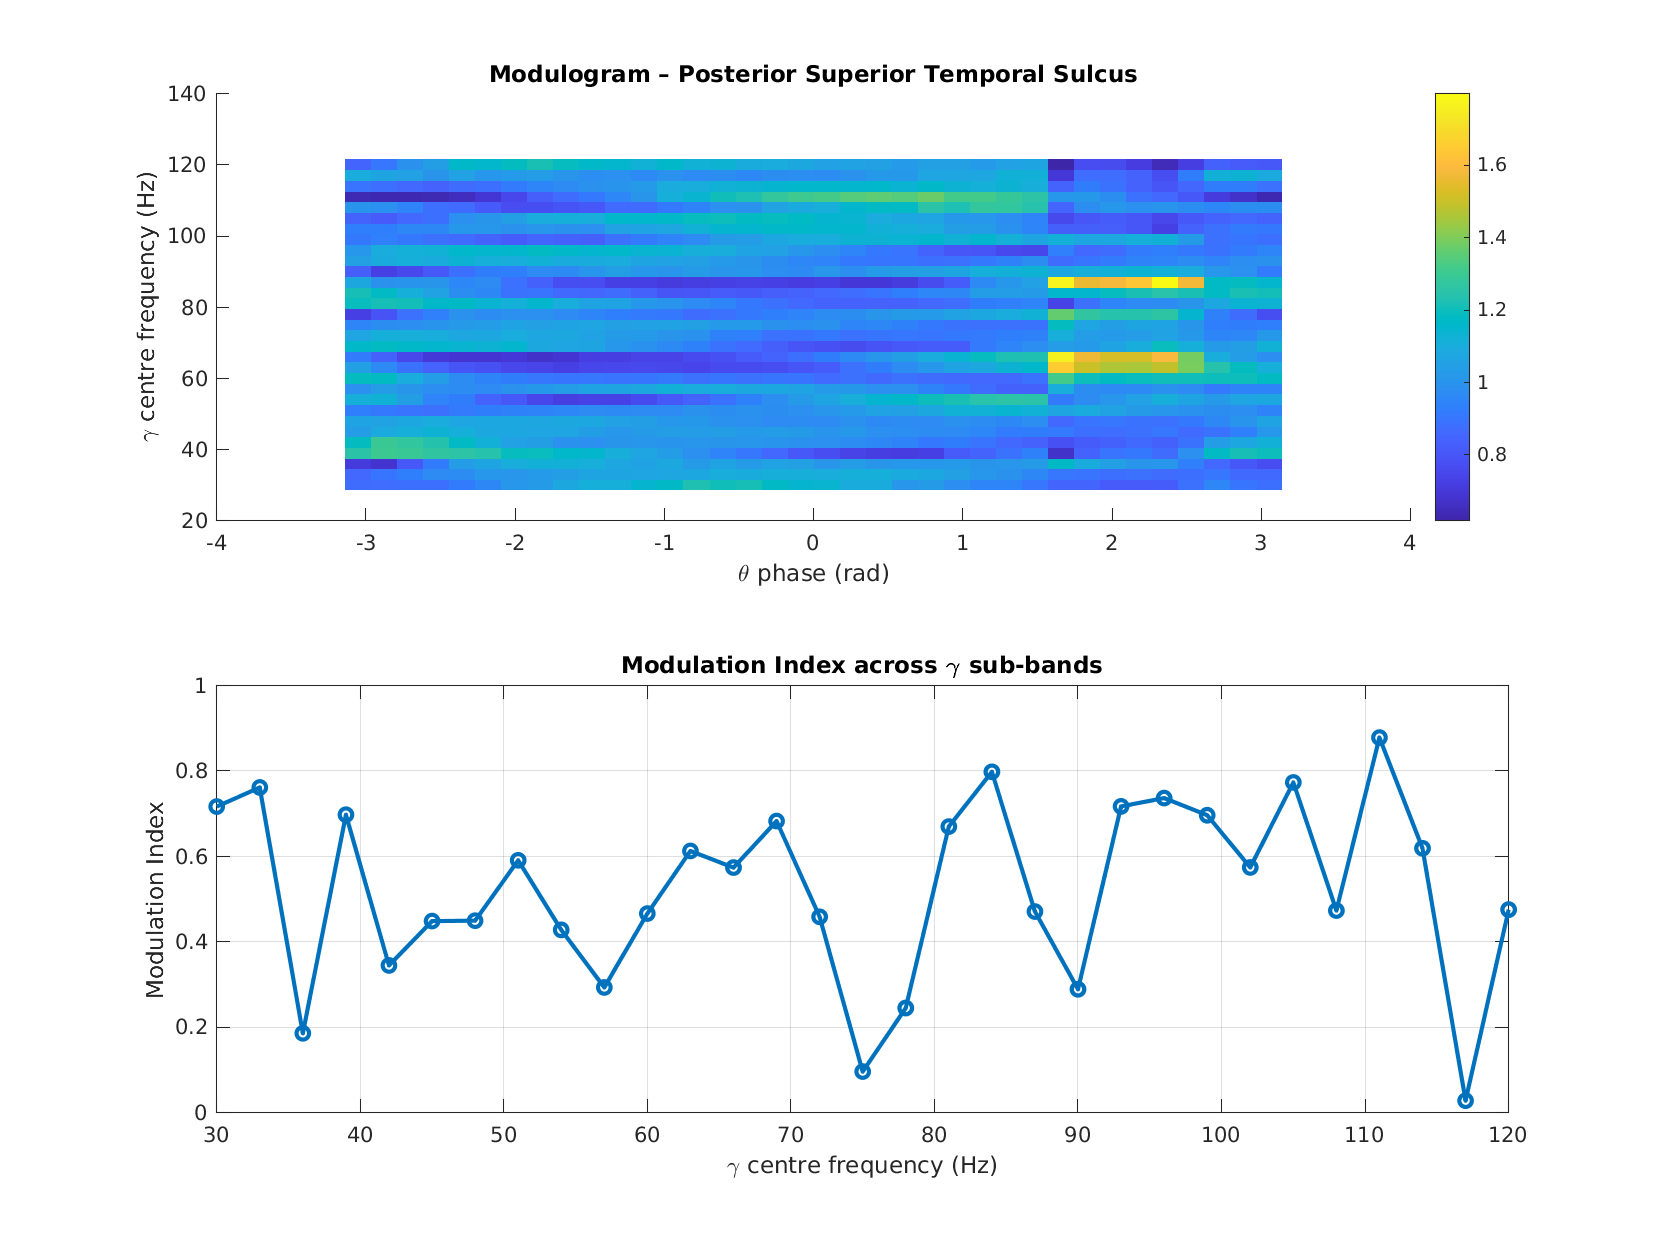 Modulogram – Posterior Superior Temporal Sulcus
140
120
100
80
60
40
20
γ centre frequency (Hz)
-4 -3 -2 -1 0 1 2 3 4
θ phase (rad)
1.6
1.4
1.2
1
0.8
Modulation Index across γ sub-bands
1
0.8
0.6
0.4
0.2
0
Modulation Index
30 40 50 60 70 80 90 100 110 120
γ centre frequency (Hz)